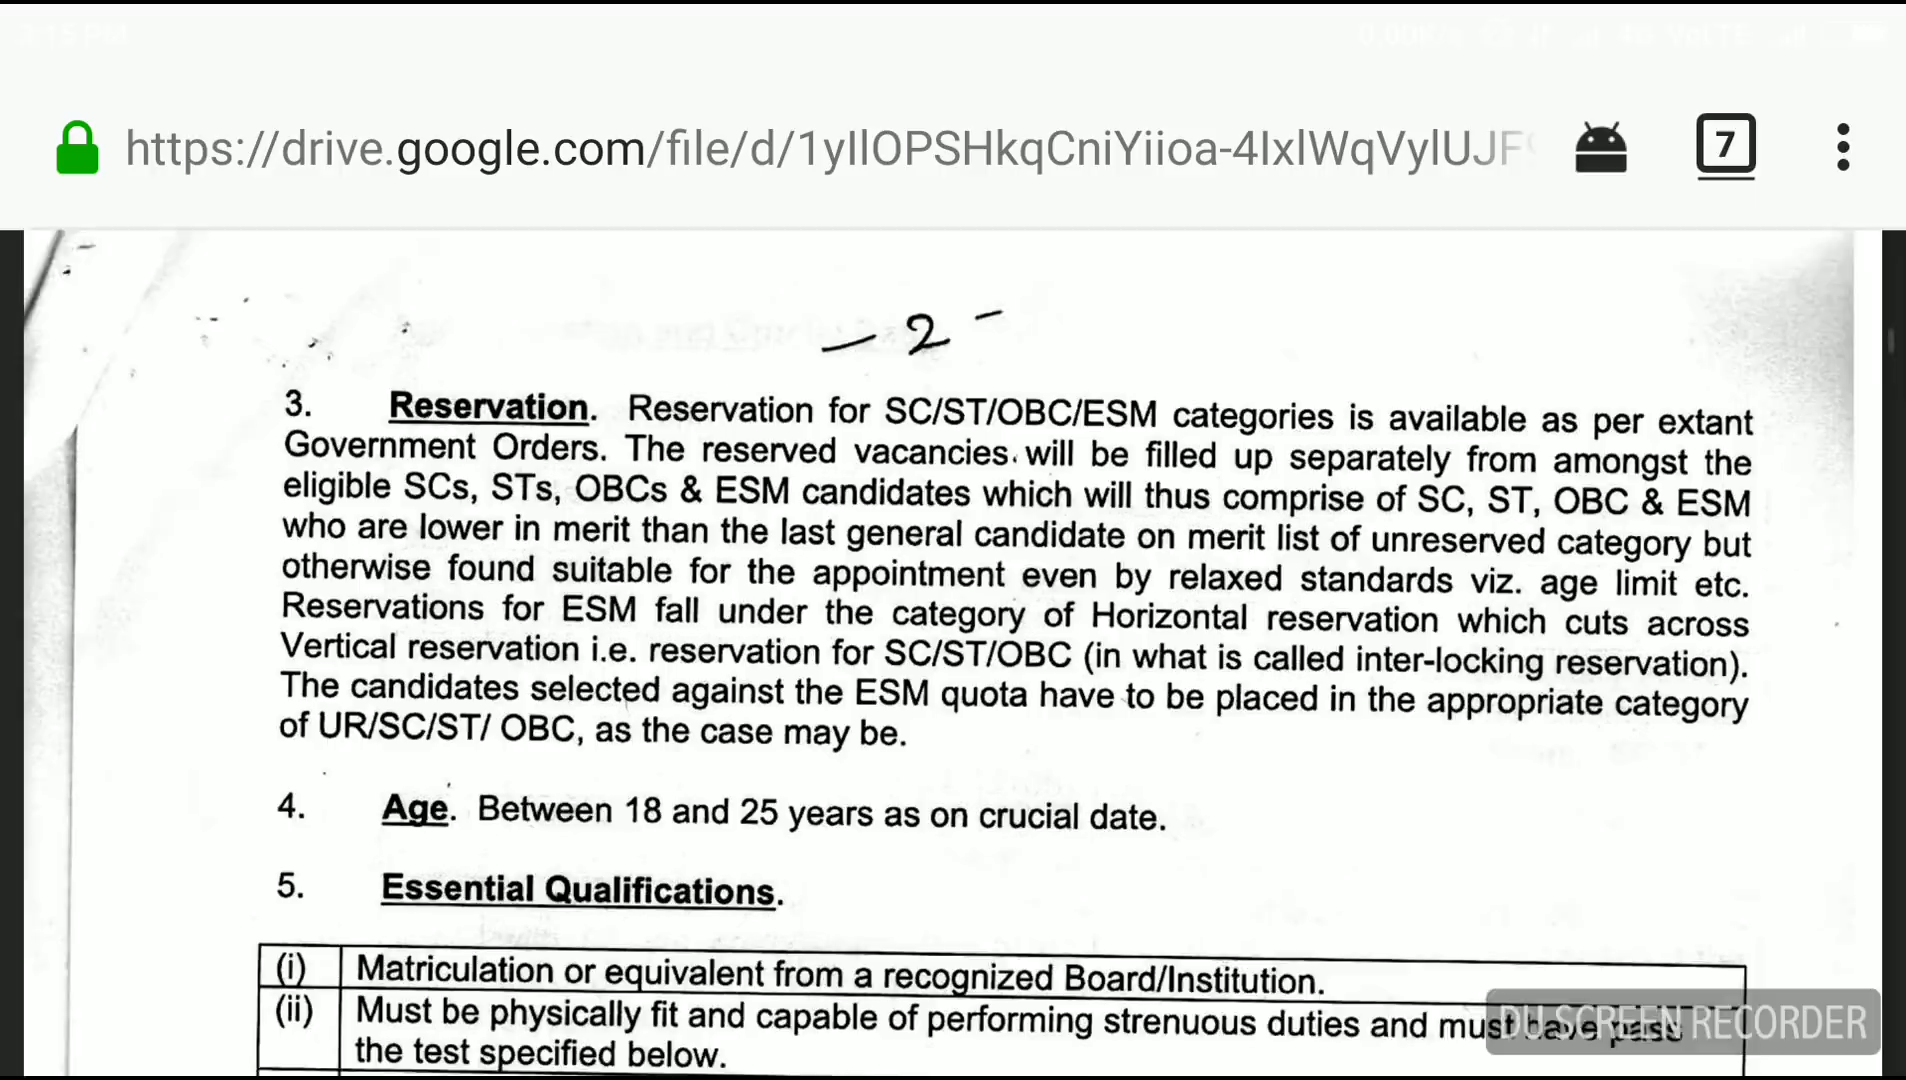 https://drive.google.com/file/d/1yIlOPSHkqCniYiioa-4IxlWqVylUJF
7
- 2 -
3. Reservation. Reservation for SC/ST/OBC/ESM categories is available as per extant
Government Orders. The reserved vacancies will be filled up separately from amongst the
eligible SCs, STs, OBCs & ESM candidates which will thus comprise of SC, ST, OBC & ESM
who are lower in merit than the last general candidate on merit list of unreserved category but
otherwise found suitable for the appointment even by relaxed standards viz. age limit etc.
Reservations for ESM fall under the category of Horizontal reservation which cuts across
Vertical reservation i.e. reservation for SC/ST/OBC (in what is called inter-locking reservation).
The candidates selected against the ESM quota have to be placed in the appropriate category
of UR/SC/ST/ OBC, as the case may be.
4. Age. Between 18 and 25 years as on crucial date.
5. Essential Qualifications.
(i) Matriculation or equivalent from a recognized Board/Institution.
(ii) Must be physically fit and capable of performing strenuous duties and must have pass
the test specified below.
DU SCREEN RECORDER